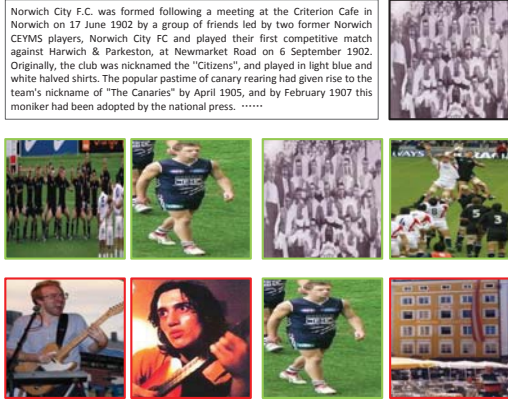 Norwich City F.C. was formed following a meeting at the Criterion Cafe in
Norwich on 17 June 1902 by a group of friends led by two former Norwich
CEYMS players, Norwich City FC and played their first competitive match
against Harwich & Parkeston, at Newmarket Road on 6 September 1902.
Originally, the club was nicknamed the "Citizens", and played in light blue and
white halved shirts. The popular pastime of canary rearing had given rise to the
team's nickname of "The Canaries" by April 1905, and by February 1907 this
moniker had been adopted by the national press. ······
WAYS
5
3